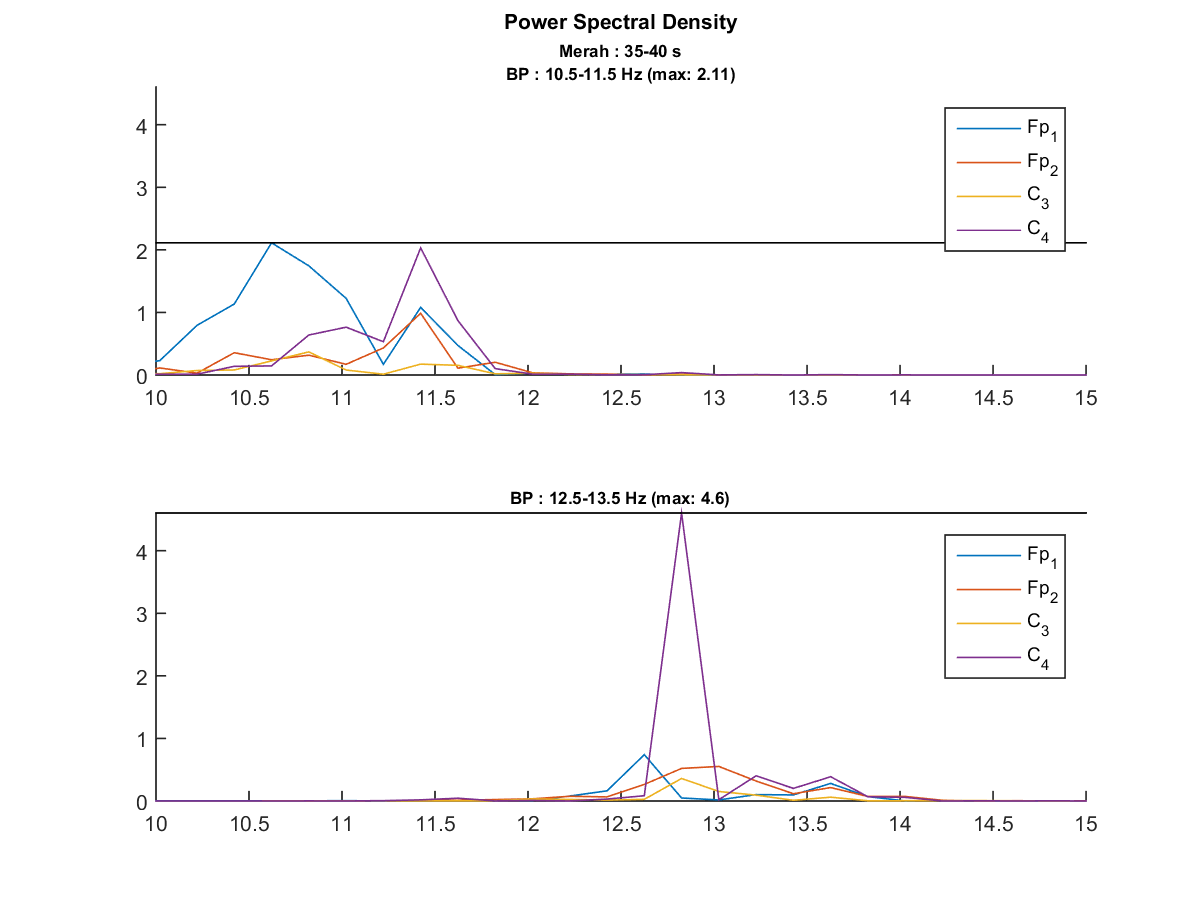 Power Spectral Density
Merah : 35-40 s
BP : 10.5-11.5 Hz (max: 2.11)
4
3
2
1
0
10 10.5 11 11.5 12 12.5 13 13.5 14 14.5 15
Fp1
Fp2
C3
C4
BP : 12.5-13.5 Hz (max: 4.6)
4
3
2
1
0
10 10.5 11 11.5 12 12.5 13 13.5 14 14.5 15
Fp1
Fp2
C3
C4